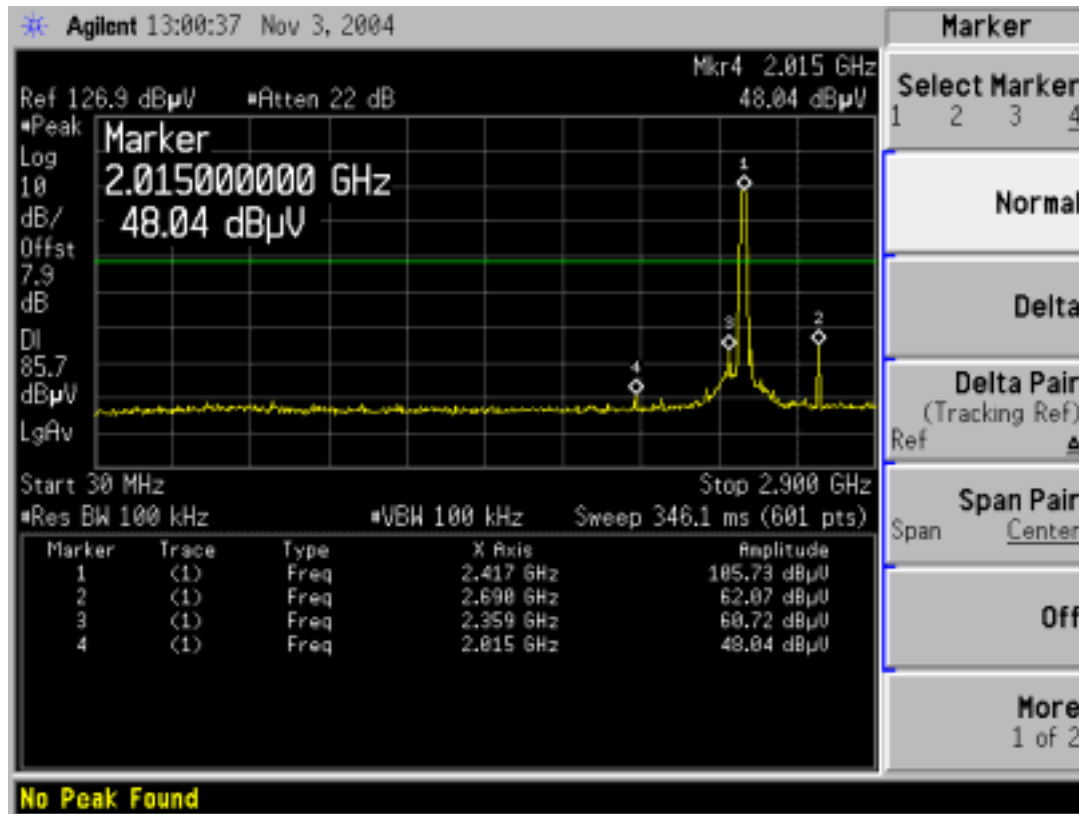 Agilent 13:00:37 Nov 3, 2004
Marker
Mkr4 2.015 GHz
Ref 126.9 dBµV #Atten 22 dB 48.04 dBµV
#Peak
Log
10
dB/
Offst
7.9
dB
DI
85.7
dBµV
LgAv
Marker
2.015000000 GHz
48.04 dBµV
1
3
2
4
Start 30 MHz Stop 2.900 GHz
#Res BW 100 kHz #VBW 100 kHz Sweep 346.1 ms (601 pts)
Marker Trace Type X Axis Amplitude
1 (1) Freq 2.417 GHz 105.73 dBµV
2 (1) Freq 2.690 GHz 62.07 dBµV
3 (1) Freq 2.359 GHz 60.72 dBµV
4 (1) Freq 2.015 GHz 48.04 dBµV
Select Marker
1 2 3 4
Normal
Delta
Delta Pair
(Tracking Ref)
Ref Δ
Span Pair
Span Center
Off
More
1 of 2
No Peak Found